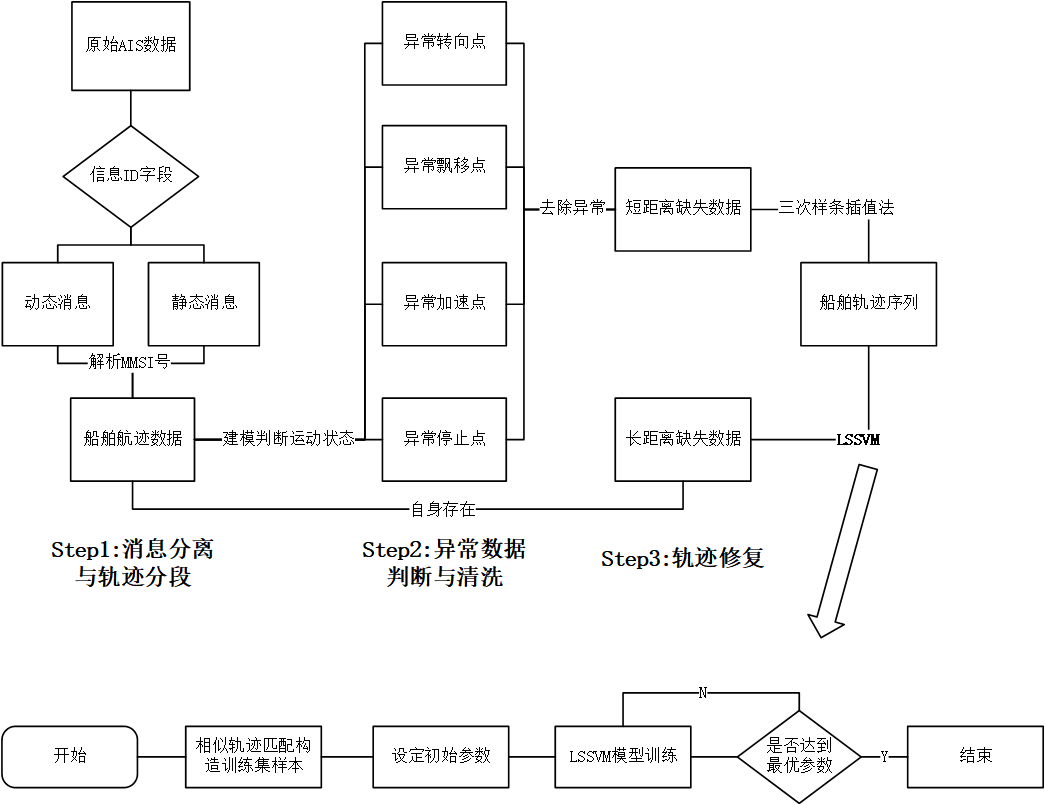 原始AIS数据
信息ID字段
动态消息
静态消息
解析MMSI号
船舶航迹数据
建模判断运动状态
异常转向点
异常飘移点
异常加速点
异常停止点
去除异常
短距离缺失数据
三次样条插值法
船舶轨迹序列
长距离缺失数据
LSSVM
自身存在
Step1:消息分离
与轨迹分段
Step2:异常数据
判断与清洗
Step3:轨迹修复
开始
相似轨迹匹配构
造训练集样本
设定初始参数
LSSVM模型训练
N
是否达到
最优参数
Y
结束